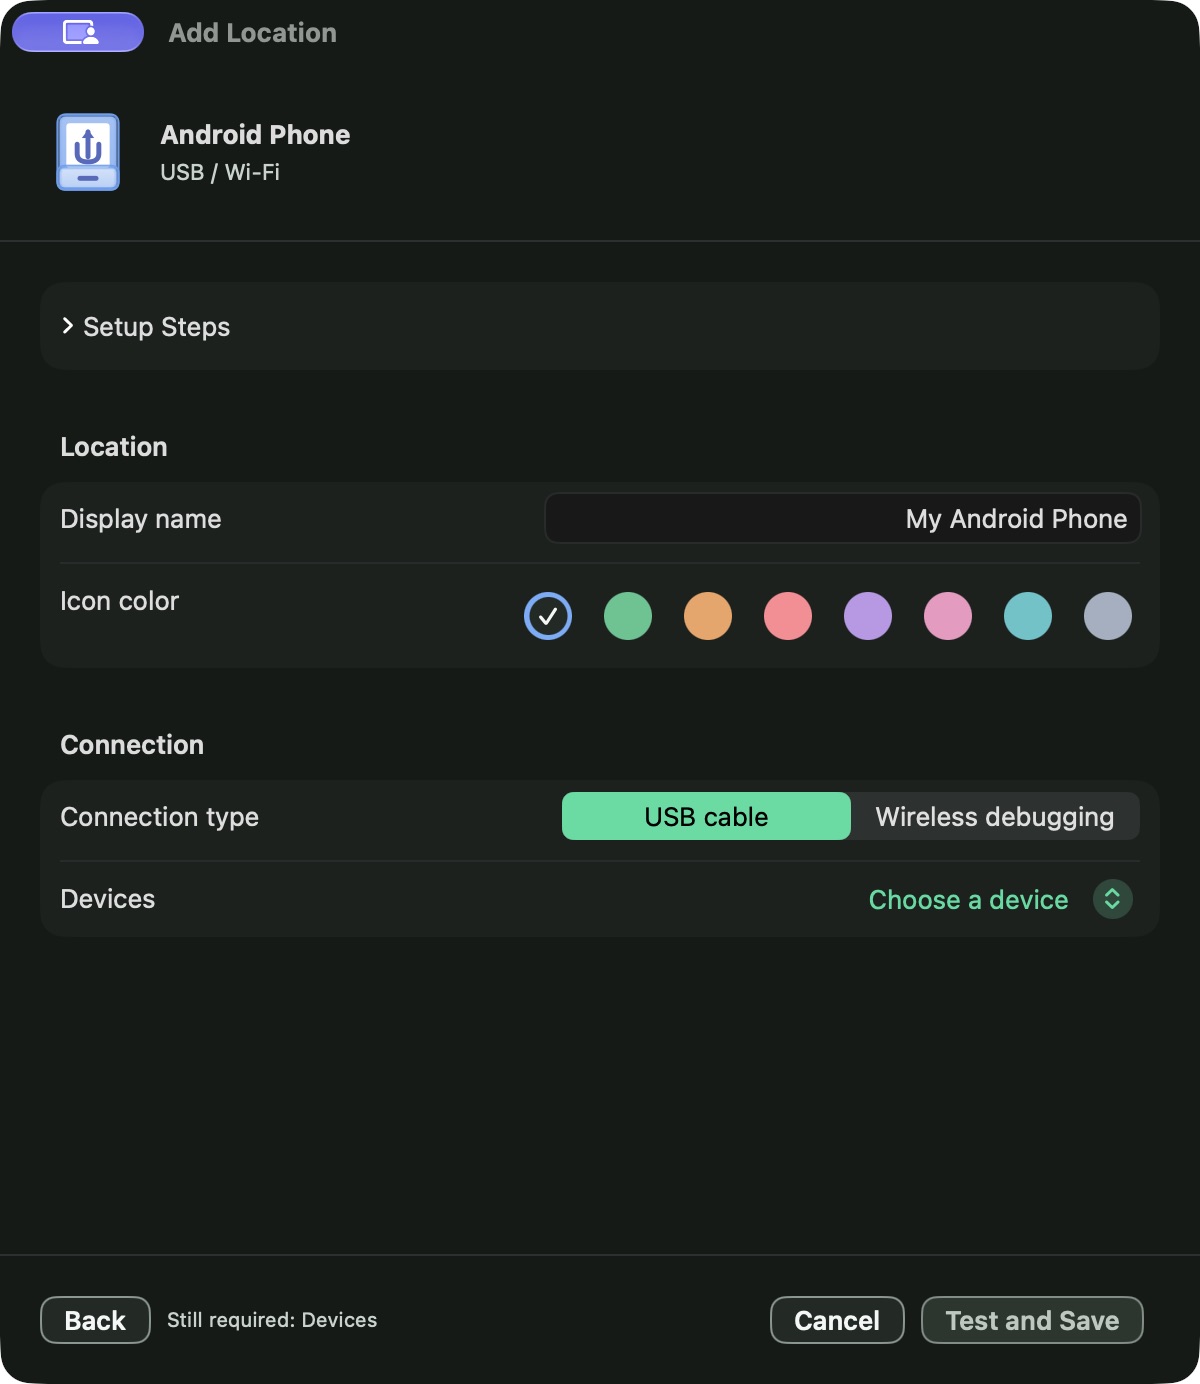 Add Location
Android Phone
USB / Wi-Fi
Setup Steps
Location
Display name
My Android Phone
Icon color
Connection
Connection type
USB cable
Wireless debugging
Devices
Choose a device
Back
Still required: Devices
Cancel
Test and Save